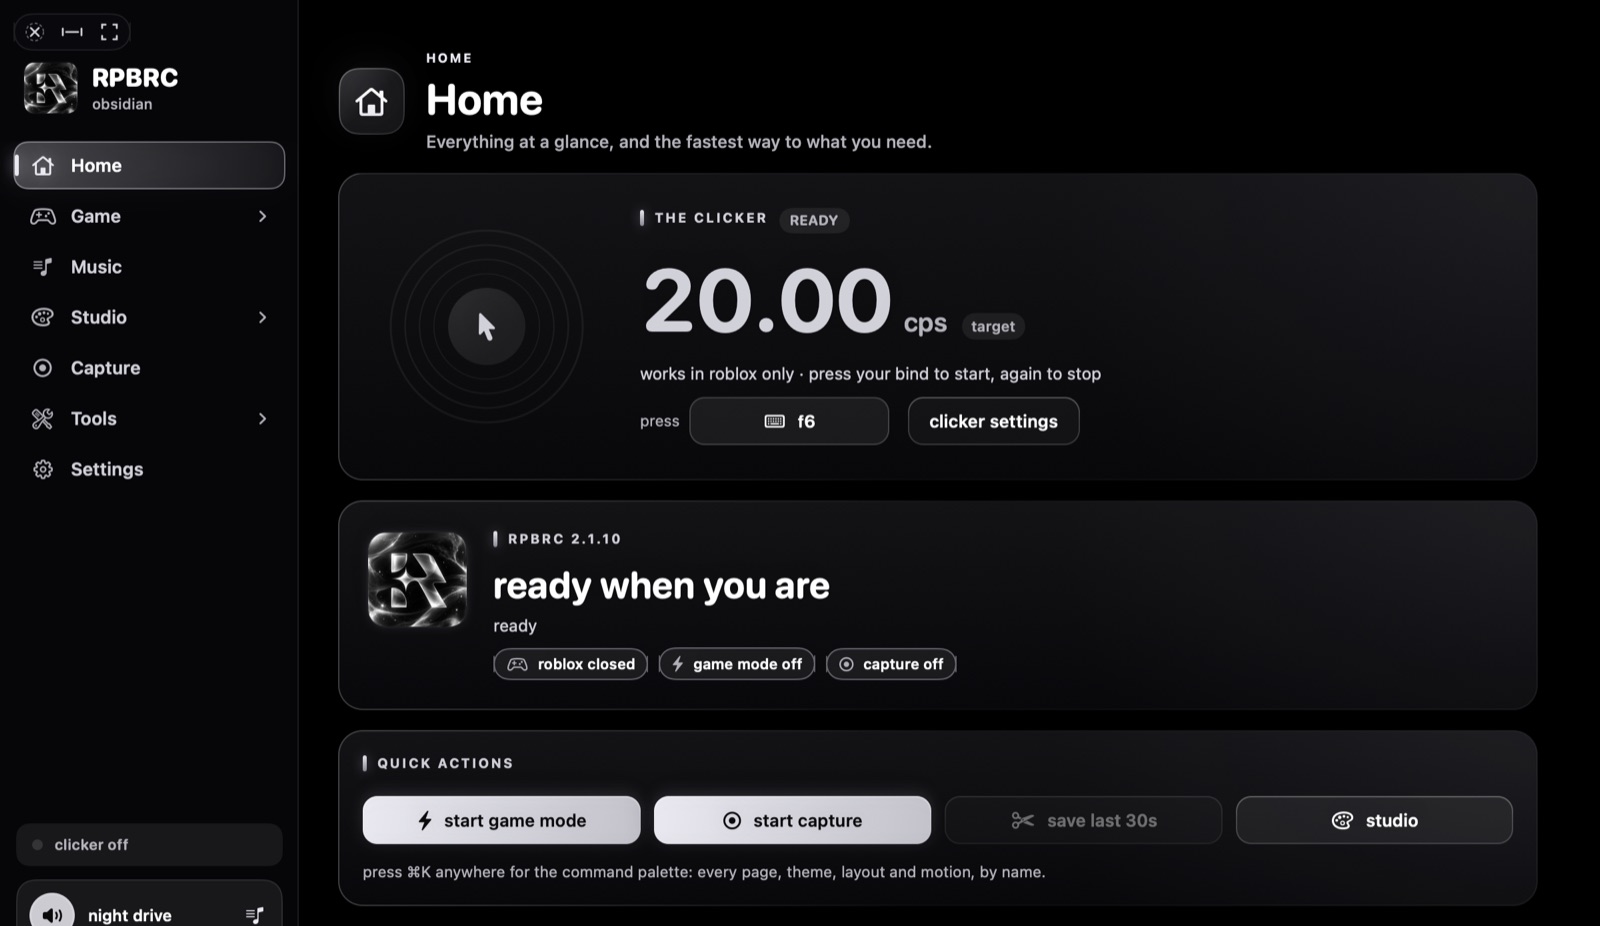 RPBRC
obsidian
Home
Game
Music
Studio
Capture
Tools
Settings
clicker off
night drive
HOME
Home
Everything at a glance, and the fastest way to what you need.
THE CLICKER READY
20.00 cps target
works in roblox only · press your bind to start, again to stop
press f6 clicker settings
RPBRC 2.1.10
ready when you are
ready
roblox closed game mode off capture off
QUICK ACTIONS
start game mode start capture save last 30s studio
press ⌘K anywhere for the command palette: every page, theme, layout and motion, by name.